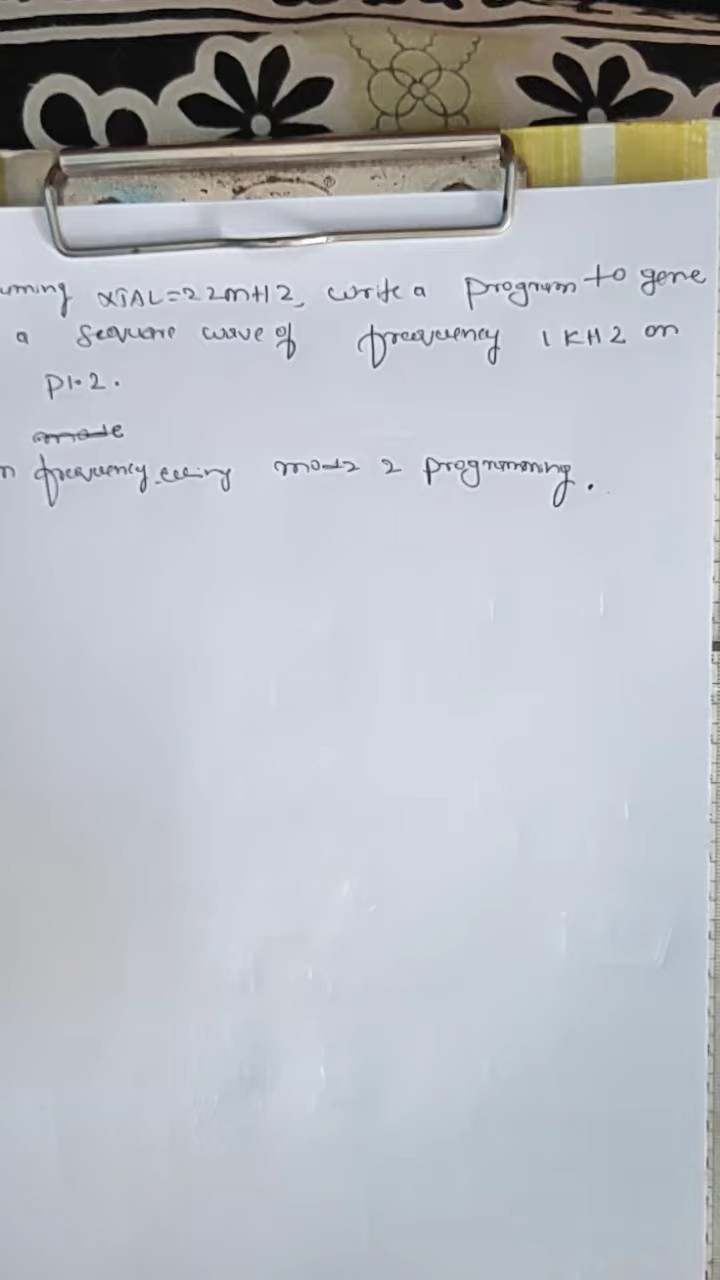 uming XTAL=22MHz, write a program to gene
a square wave of frequency 1 KHz on
P1.2.
mode
n frequency using mode 2 programming.